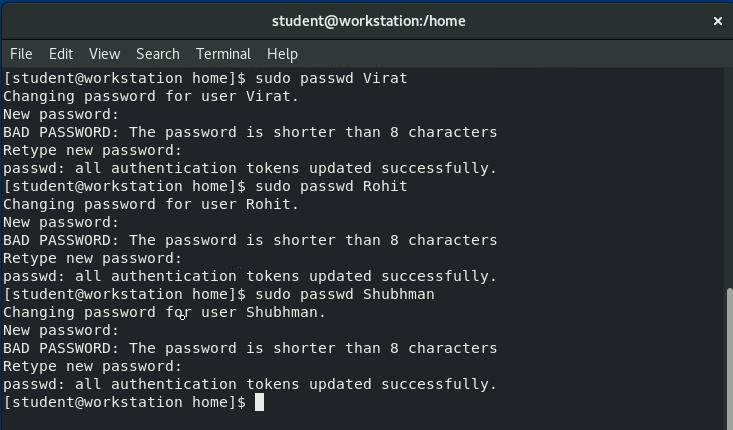 student@workstation:/home
×
File Edit View Search Terminal Help
[student@workstation home]$ sudo passwd Virat
Changing password for user Virat.
New password:
BAD PASSWORD: The password is shorter than 8 characters
Retype new password:
passwd: all authentication tokens updated successfully.
[student@workstation home]$ sudo passwd Rohit
Changing password for user Rohit.
New password:
BAD PASSWORD: The password is shorter than 8 characters
Retype new password:
passwd: all authentication tokens updated successfully.
[student@workstation home]$ sudo passwd Shubhman
Changing password for user Shubhman.
New password:
BAD PASSWORD: The password is shorter than 8 characters
Retype new password:
passwd: all authentication tokens updated successfully.
[student@workstation home]$